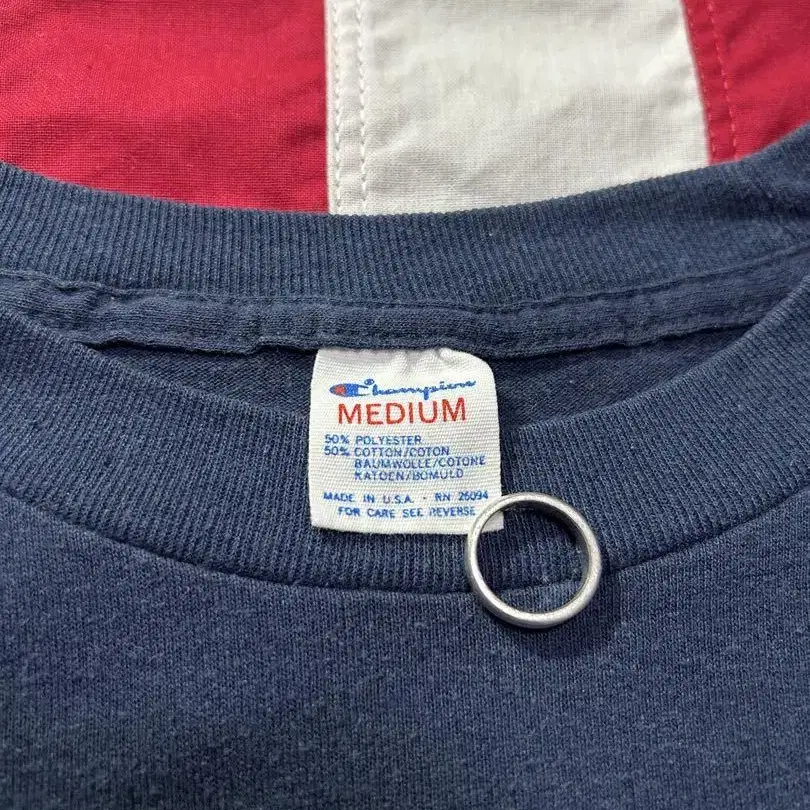 Champion
MEDIUM
50% POLYESTER
50% COTTON/COTON
BAUMWOLLE/COTONE
KATOEN/BOMULD
MADE IN U.S.A. · RN 26094
FOR CARE SEE REVERSE